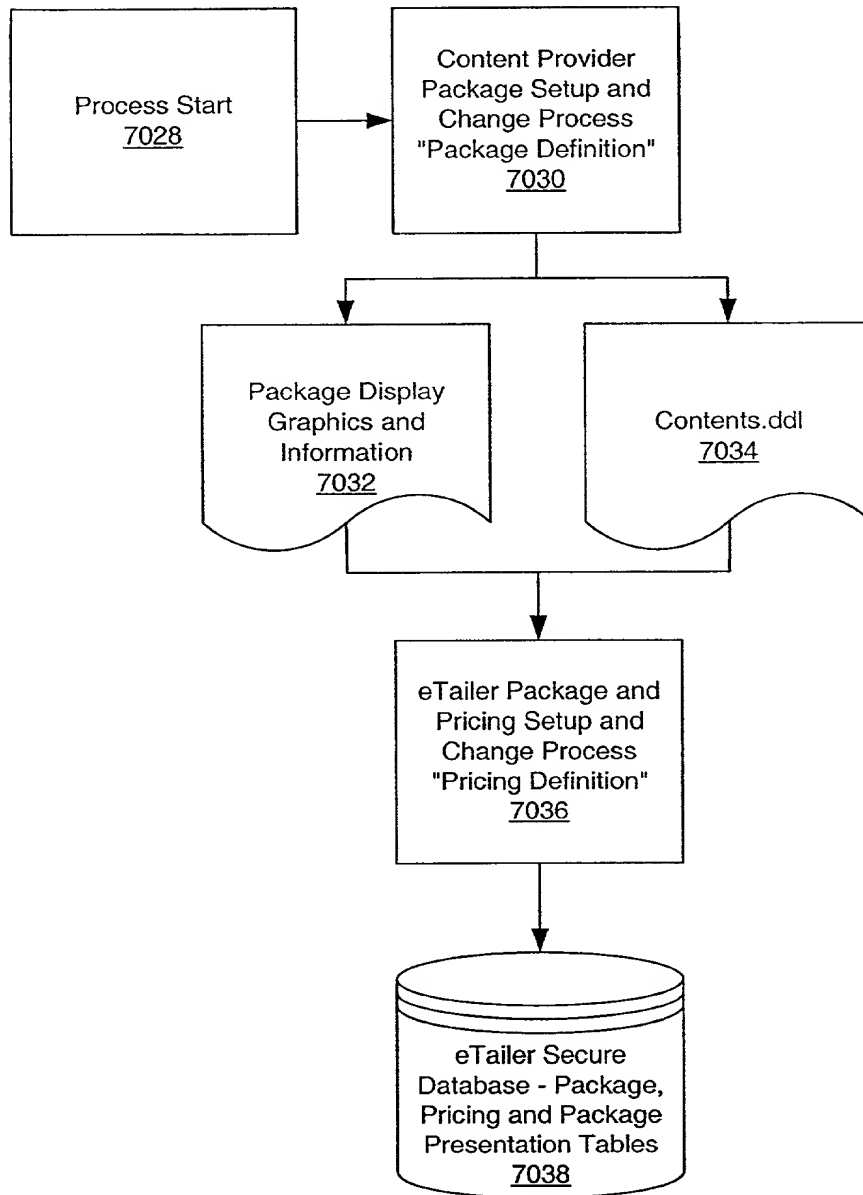 Process Start
7028
Content Provider
Package Setup and
Change Process
"Package Definition"
7030
Package Display
Graphics and
Information
7032
Contents.ddl
7034
eTailer Package and
Pricing Setup and
Change Process
"Pricing Definition"
7036
eTailer Secure
Database - Package,
Pricing and Package
Presentation Tables
7038